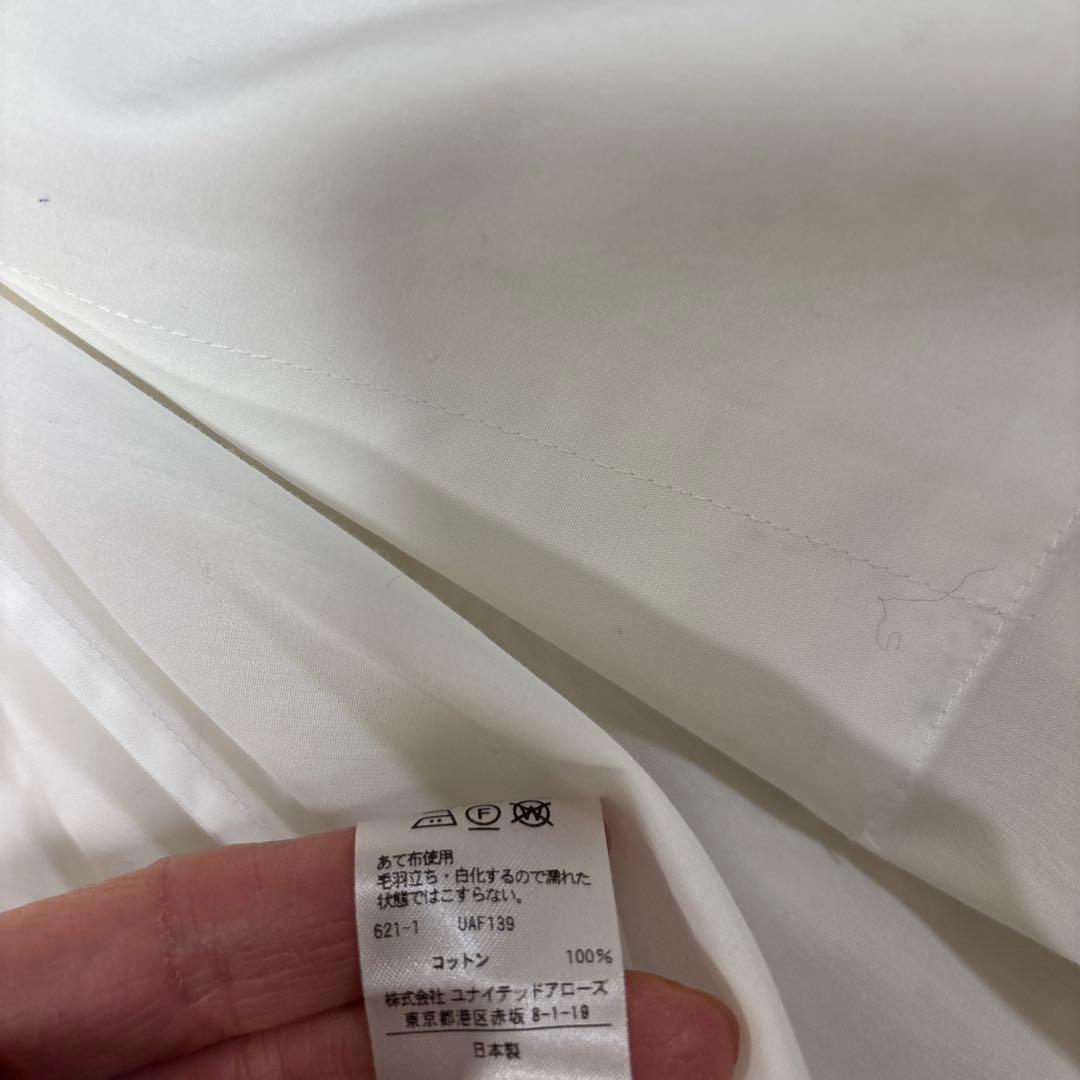 F W
あて布使用
毛羽立ち・白化するので濡れた
状態ではこすらない。
621-1 UAF139
コットン 100%
株式会社 ユナイテッドアローズ
東京都港区赤坂 8-1-19
日本製